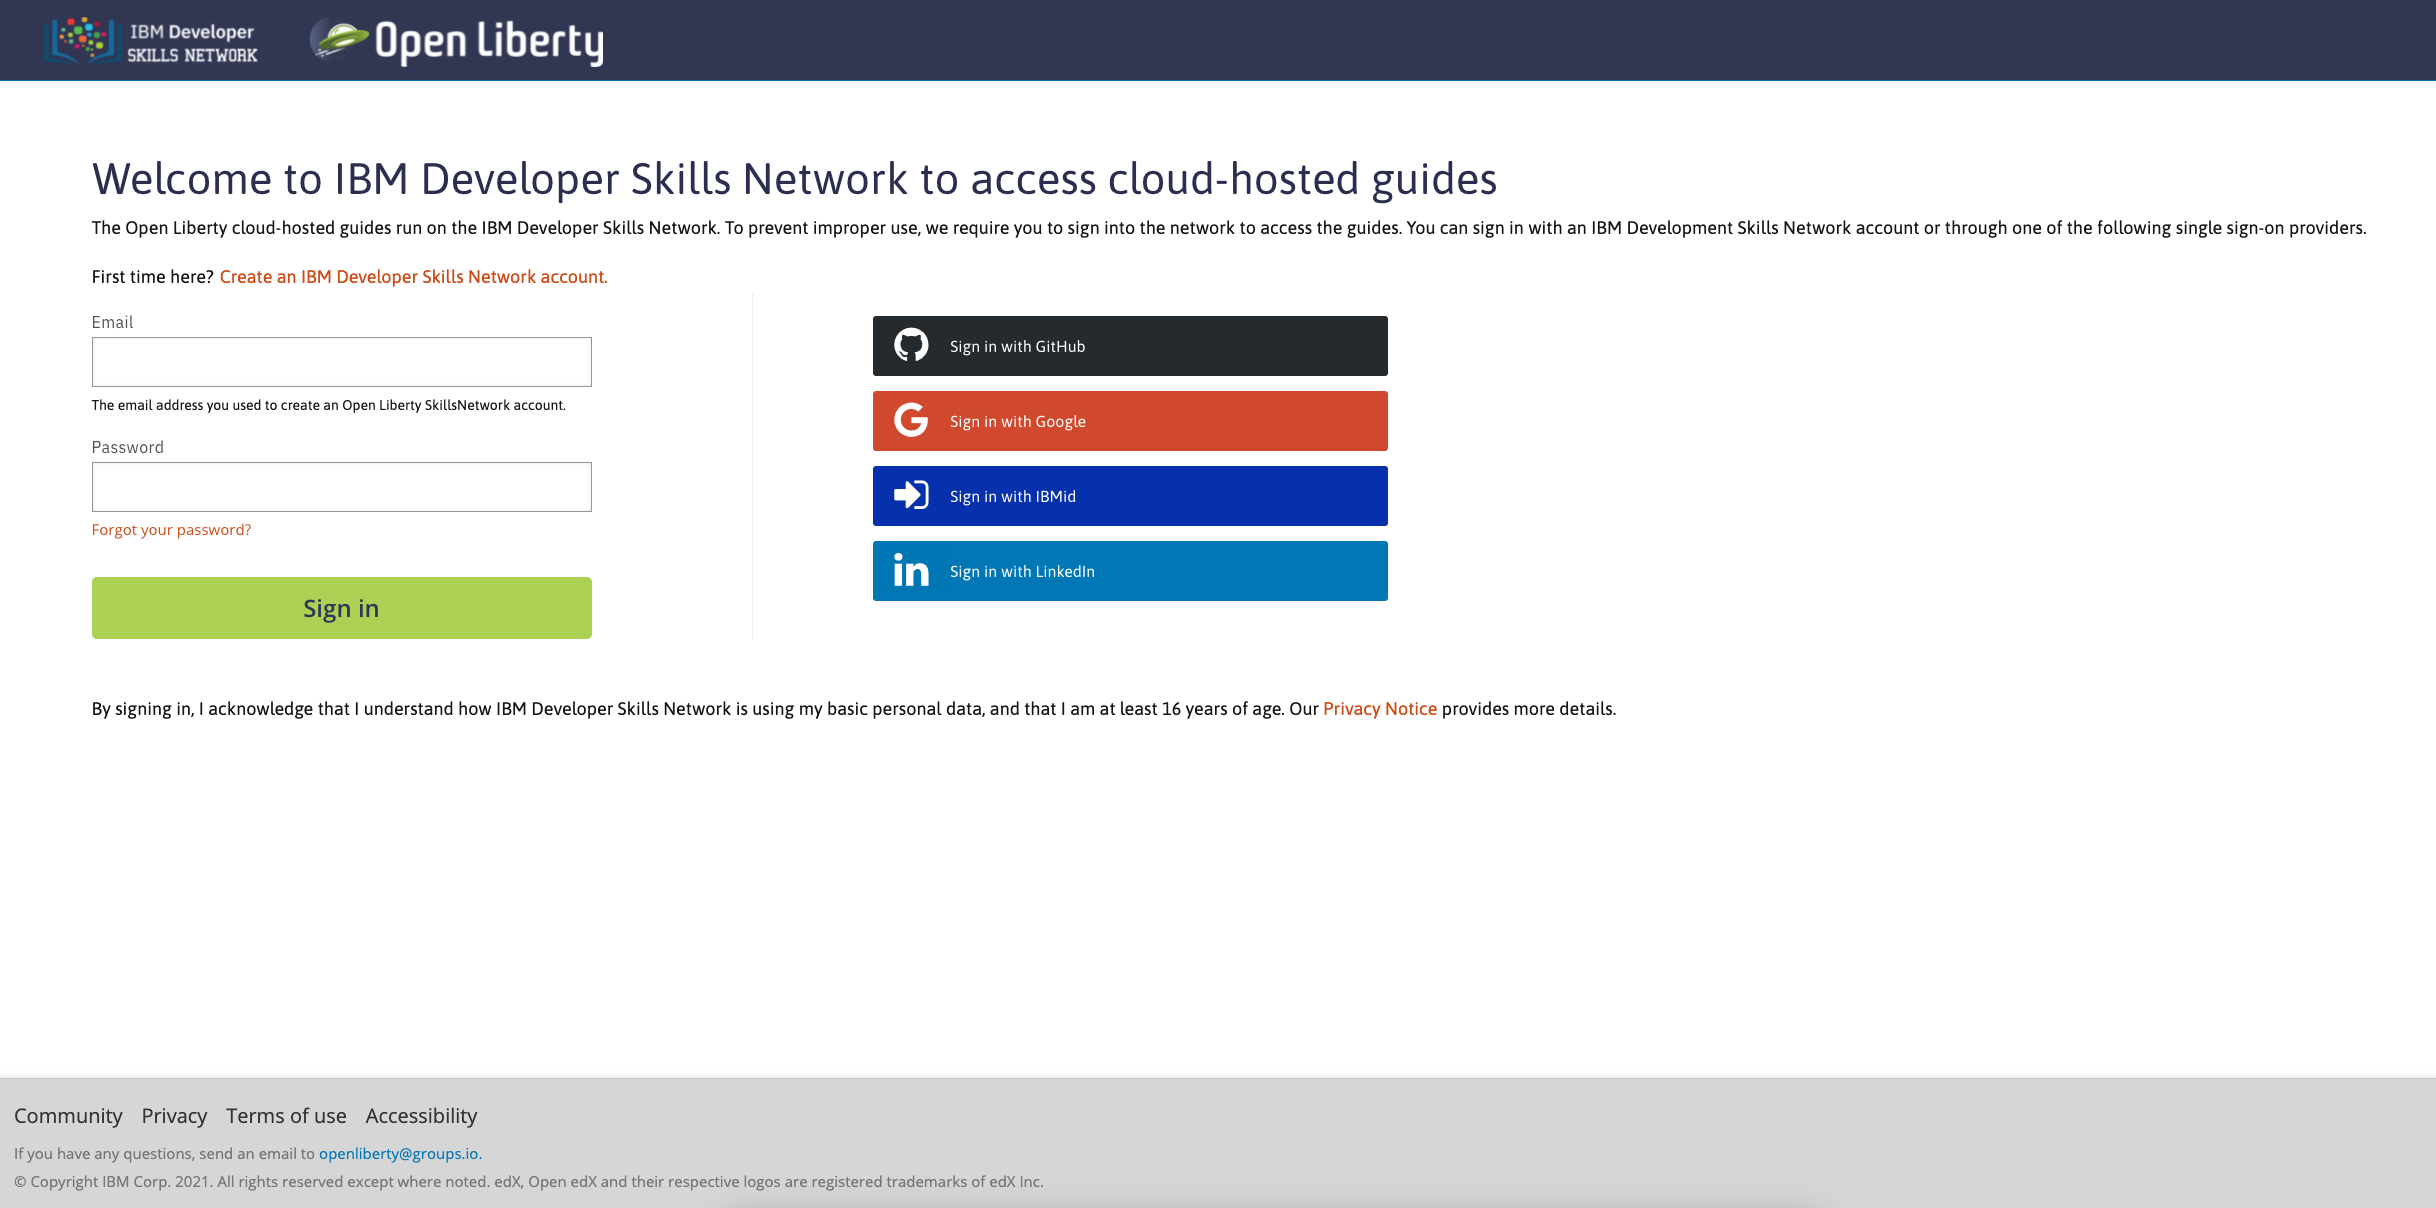 IBM Developer
SKILLS NETWORK
Open Liberty
Welcome to IBM Developer Skills Network to access cloud-hosted guides
The Open Liberty cloud-hosted guides run on the IBM Developer Skills Network. To prevent improper use, we require you to sign into the network to access the guides. You can sign in with an IBM Development Skills Network account or through one of the following single sign-on providers.
First time here? Create an IBM Developer Skills Network account.
Email
The email address you used to create an Open Liberty SkillsNetwork account.
Password
Forgot your password?
Sign in
Sign in with GitHub
Sign in with Google
Sign in with IBMid
Sign in with LinkedIn
By signing in, I acknowledge that I understand how IBM Developer Skills Network is using my basic personal data, and that I am at least 16 years of age. Our Privacy Notice provides more details.
Community Privacy Terms of use Accessibility
If you have any questions, send an email to openliberty@groups.io.
© Copyright IBM Corp. 2021. All rights reserved except where noted. edX, Open edX and their respective logos are registered trademarks of edX Inc.